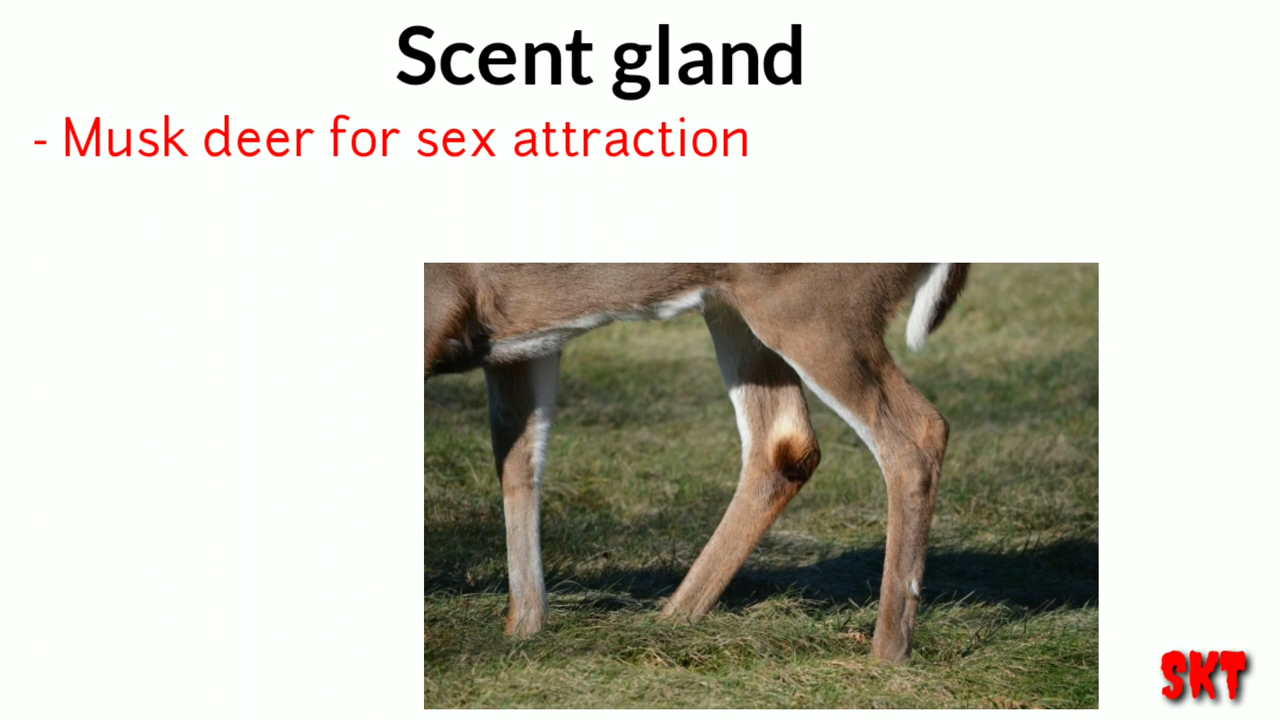 Scent gland
- Musk deer for sex attraction
SKT